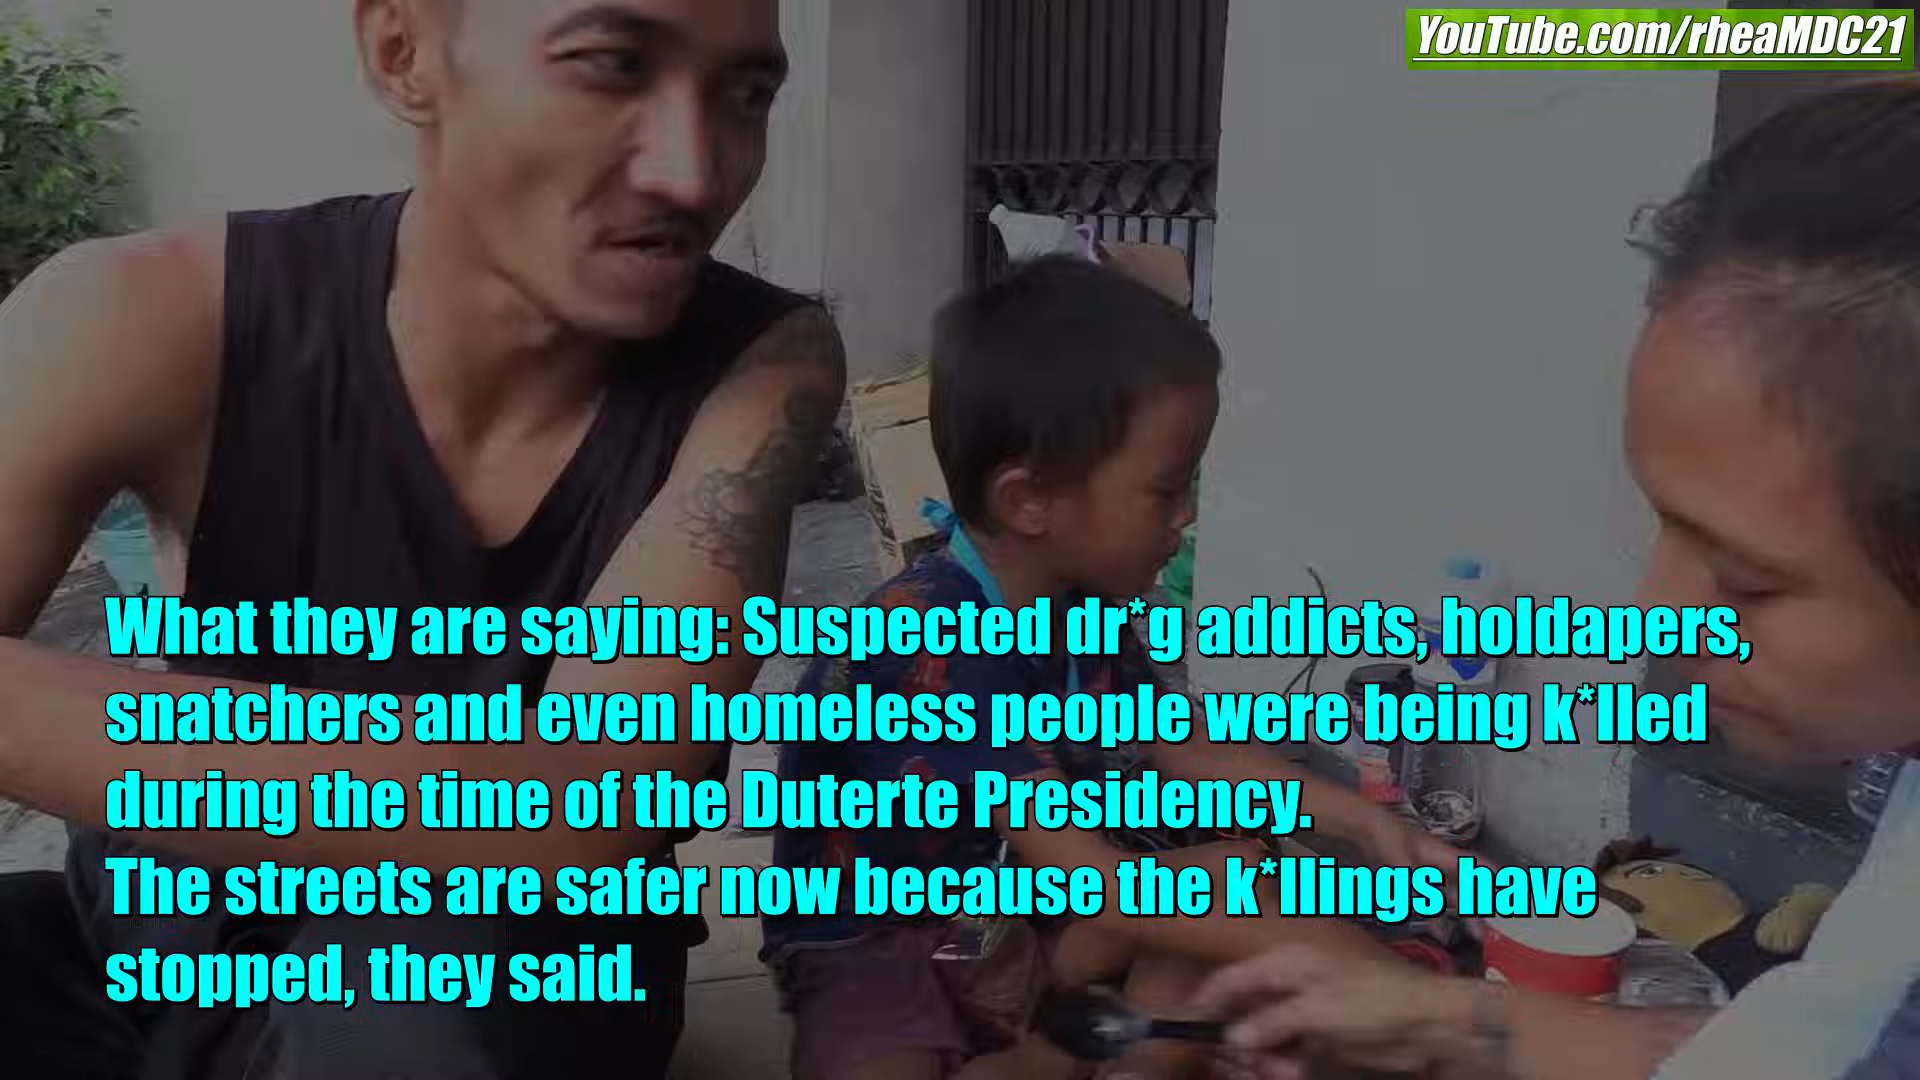 YouTube.com/rheaMDC21
What they are saying: Suspected dr*g addicts, holdapers,
snatchers and even homeless people were being k*lled
during the time of the Duterte Presidency.
The streets are safer now because the k*llings have
stopped, they said.